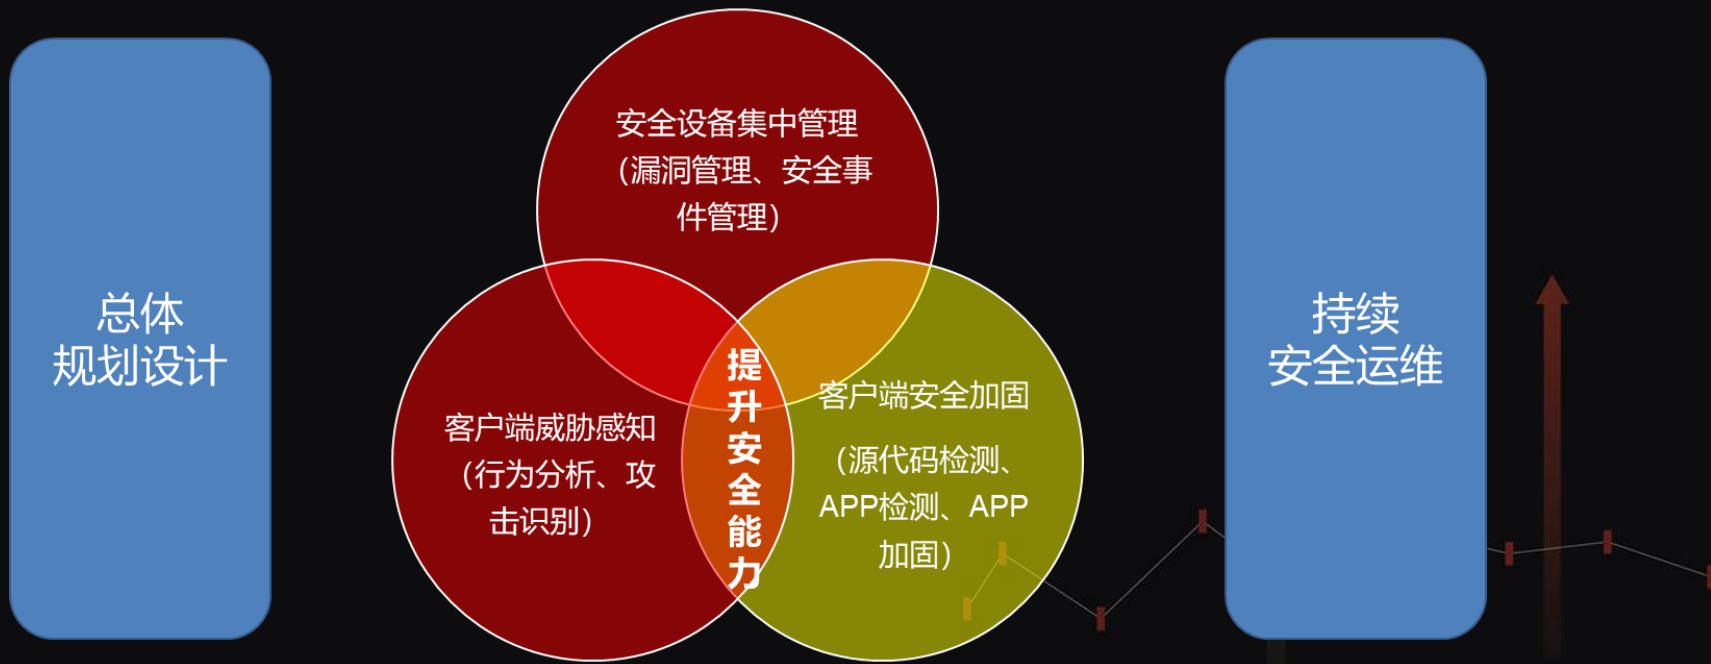 总体
规划设计
安全设备集中管理
（漏洞管理、安全事
件管理）
客户端威胁感知
（行为分析、攻
击识别）
提
升
安
全
能
力
客户端安全加固
（源代码检测、
APP检测、APP
加固）
持续
安全运维